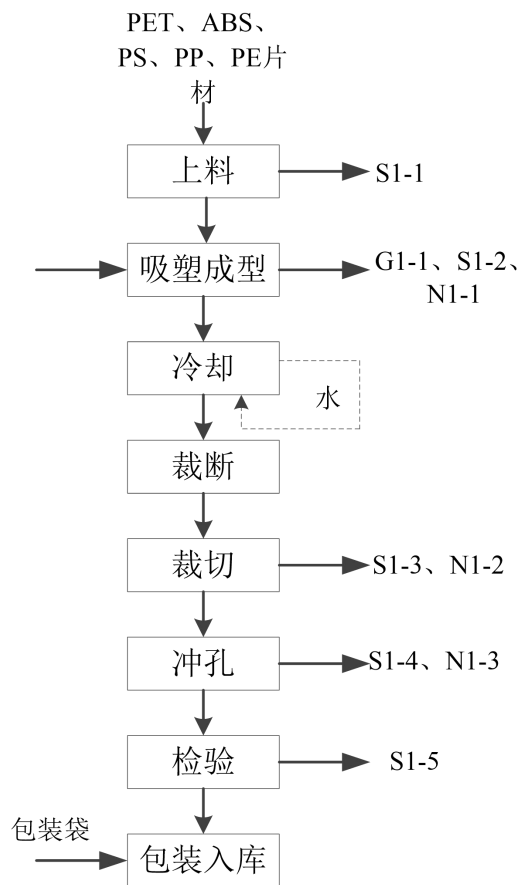 PET、ABS、
PS、PP、PE片
材
上料
S1-1
吸塑成型
G1-1、S1-2、
N1-1
冷却
水
裁断
裁切
S1-3、N1-2
冲孔
S1-4、N1-3
检验
S1-5
包装袋
包装入库